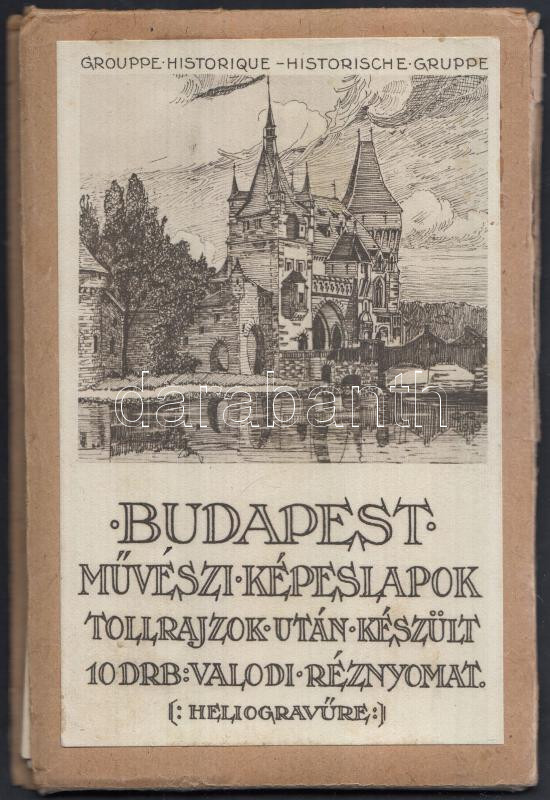 GROUPPE·HISTORIQUE–HISTORISCHE·GRUPPE
darabanth
·BUDAPEST·
MŰVÉSZI·KÉPESLAPOK
TOLLRAJZOK·UTÁN·KÉSZÜLT
10 DRB:VALODI·RÉZNYOMAT.
(:HELIOGRAVŰRE:)